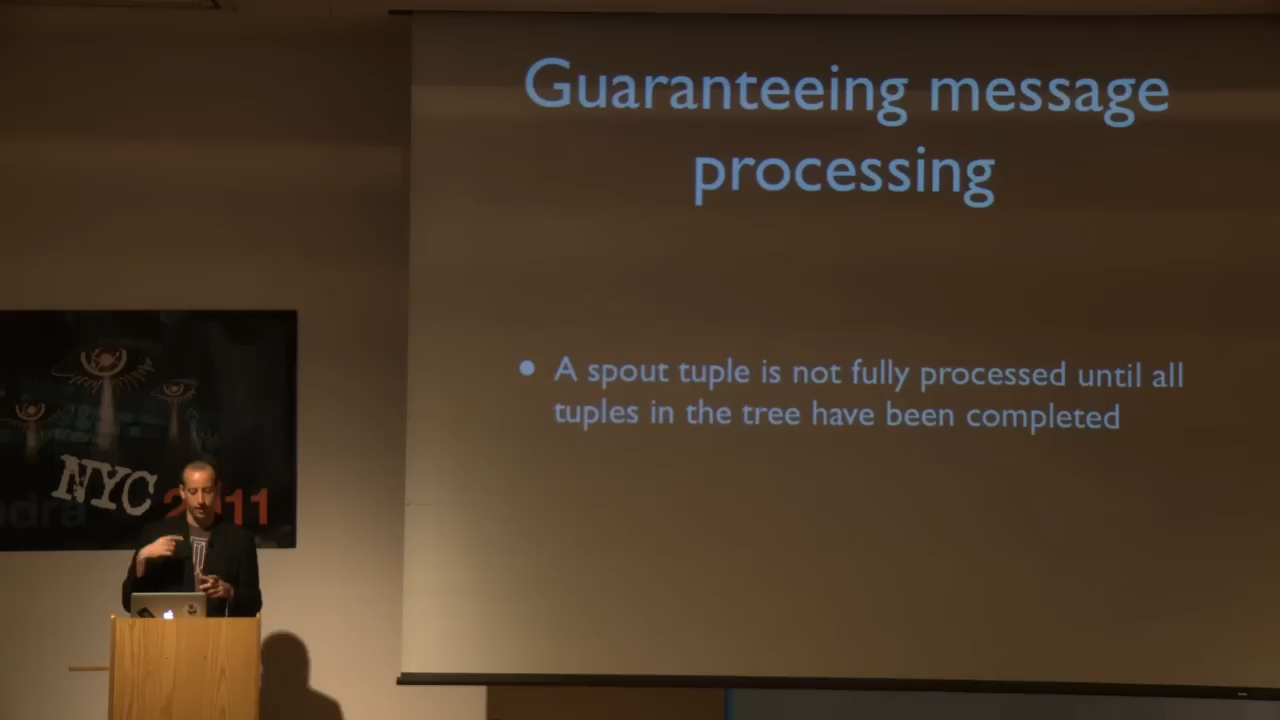 Guaranteeing message
processing
• A spout tuple is not fully processed until all
tuples in the tree have been completed
NYC
ndra 2011